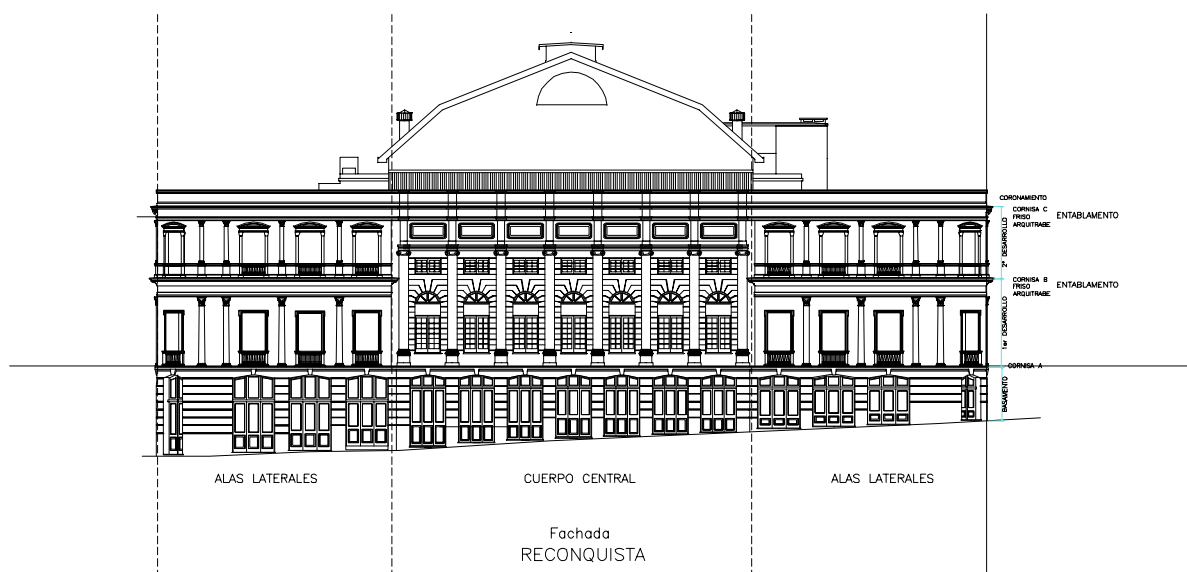 CORONAMIENTO
CORNISA C
FRISO
ARQUITRABE
ENTABLAMENTO
2º DESARROLLO
CORNISA B
FRISO
ARQUITRABE
ENTABLAMENTO
1er DESARROLLO
CORNISA A
BASAMENTO
ALAS LATERALES
CUERPO CENTRAL
ALAS LATERALES
Fachada
RECONQUISTA